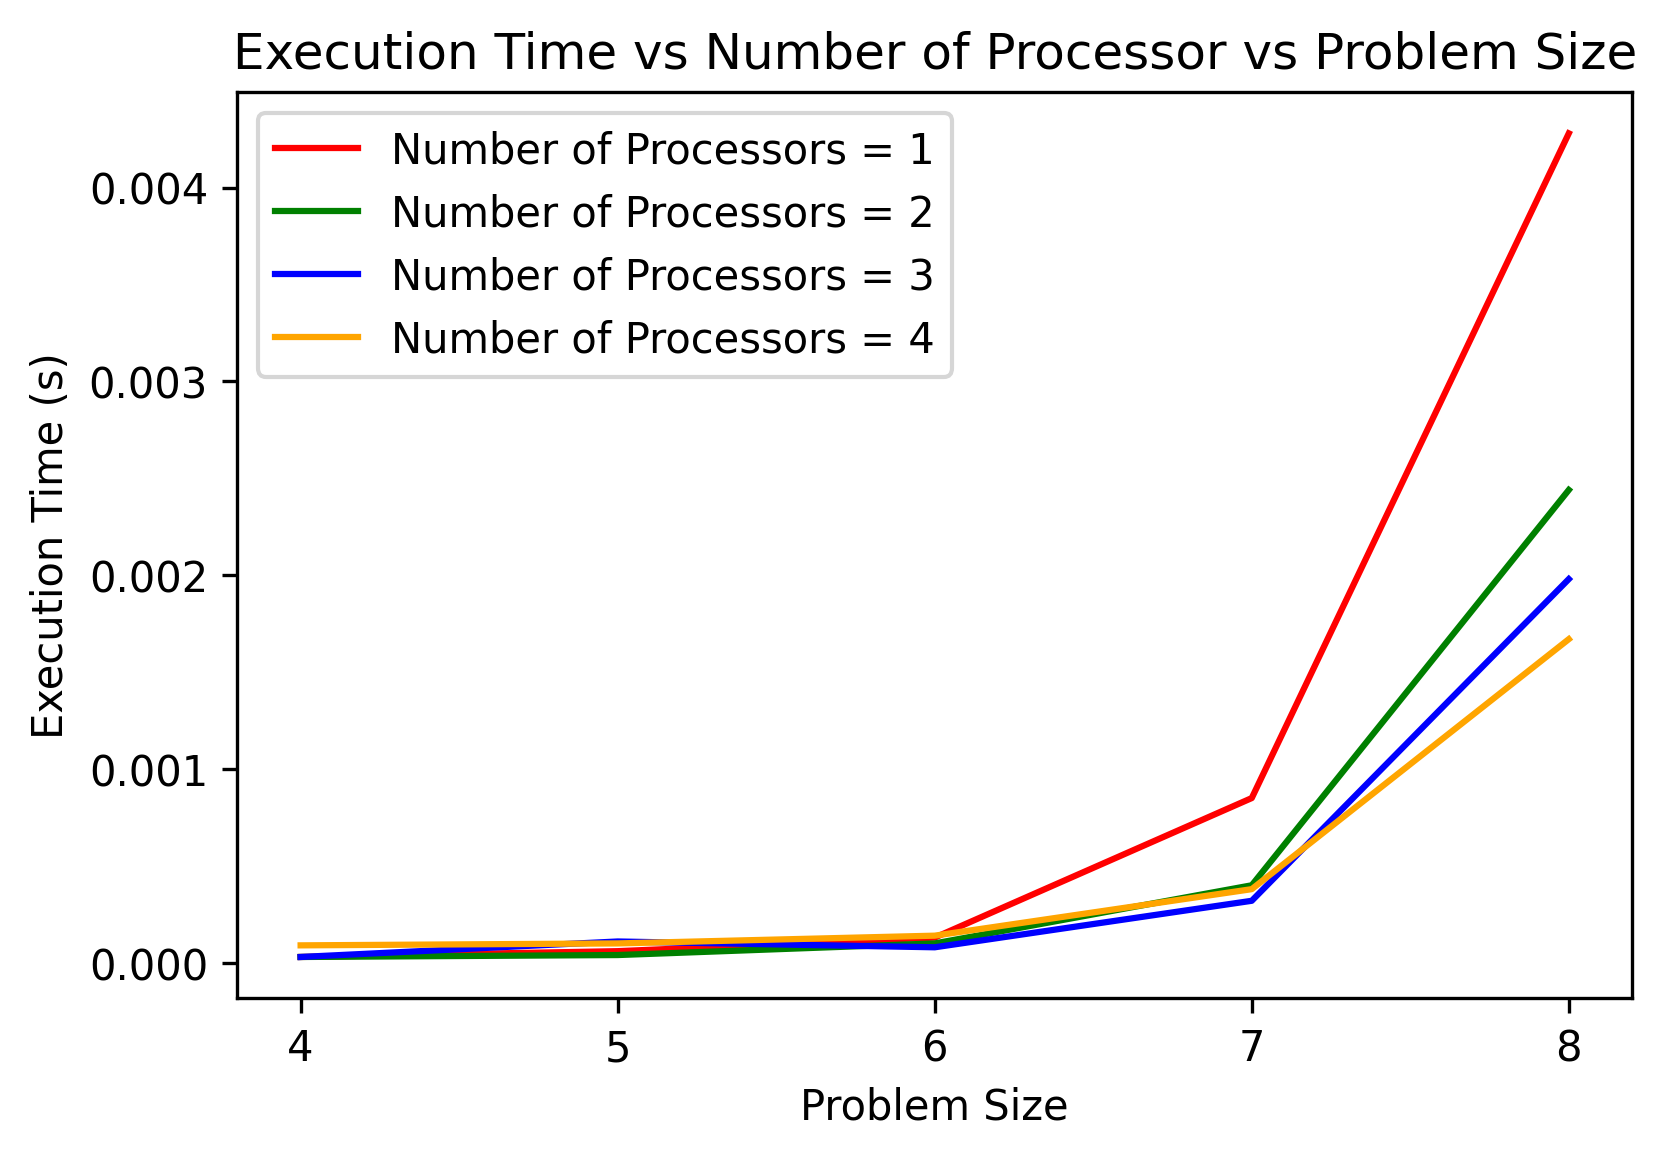 Execution Time vs Number of Processor vs Problem Size
Number of Processors = 1
Number of Processors = 2
Number of Processors = 3
Number of Processors = 4
Execution Time (s)
0.004
0.003
0.002
0.001
0.000
4 5 6 7 8
Problem Size